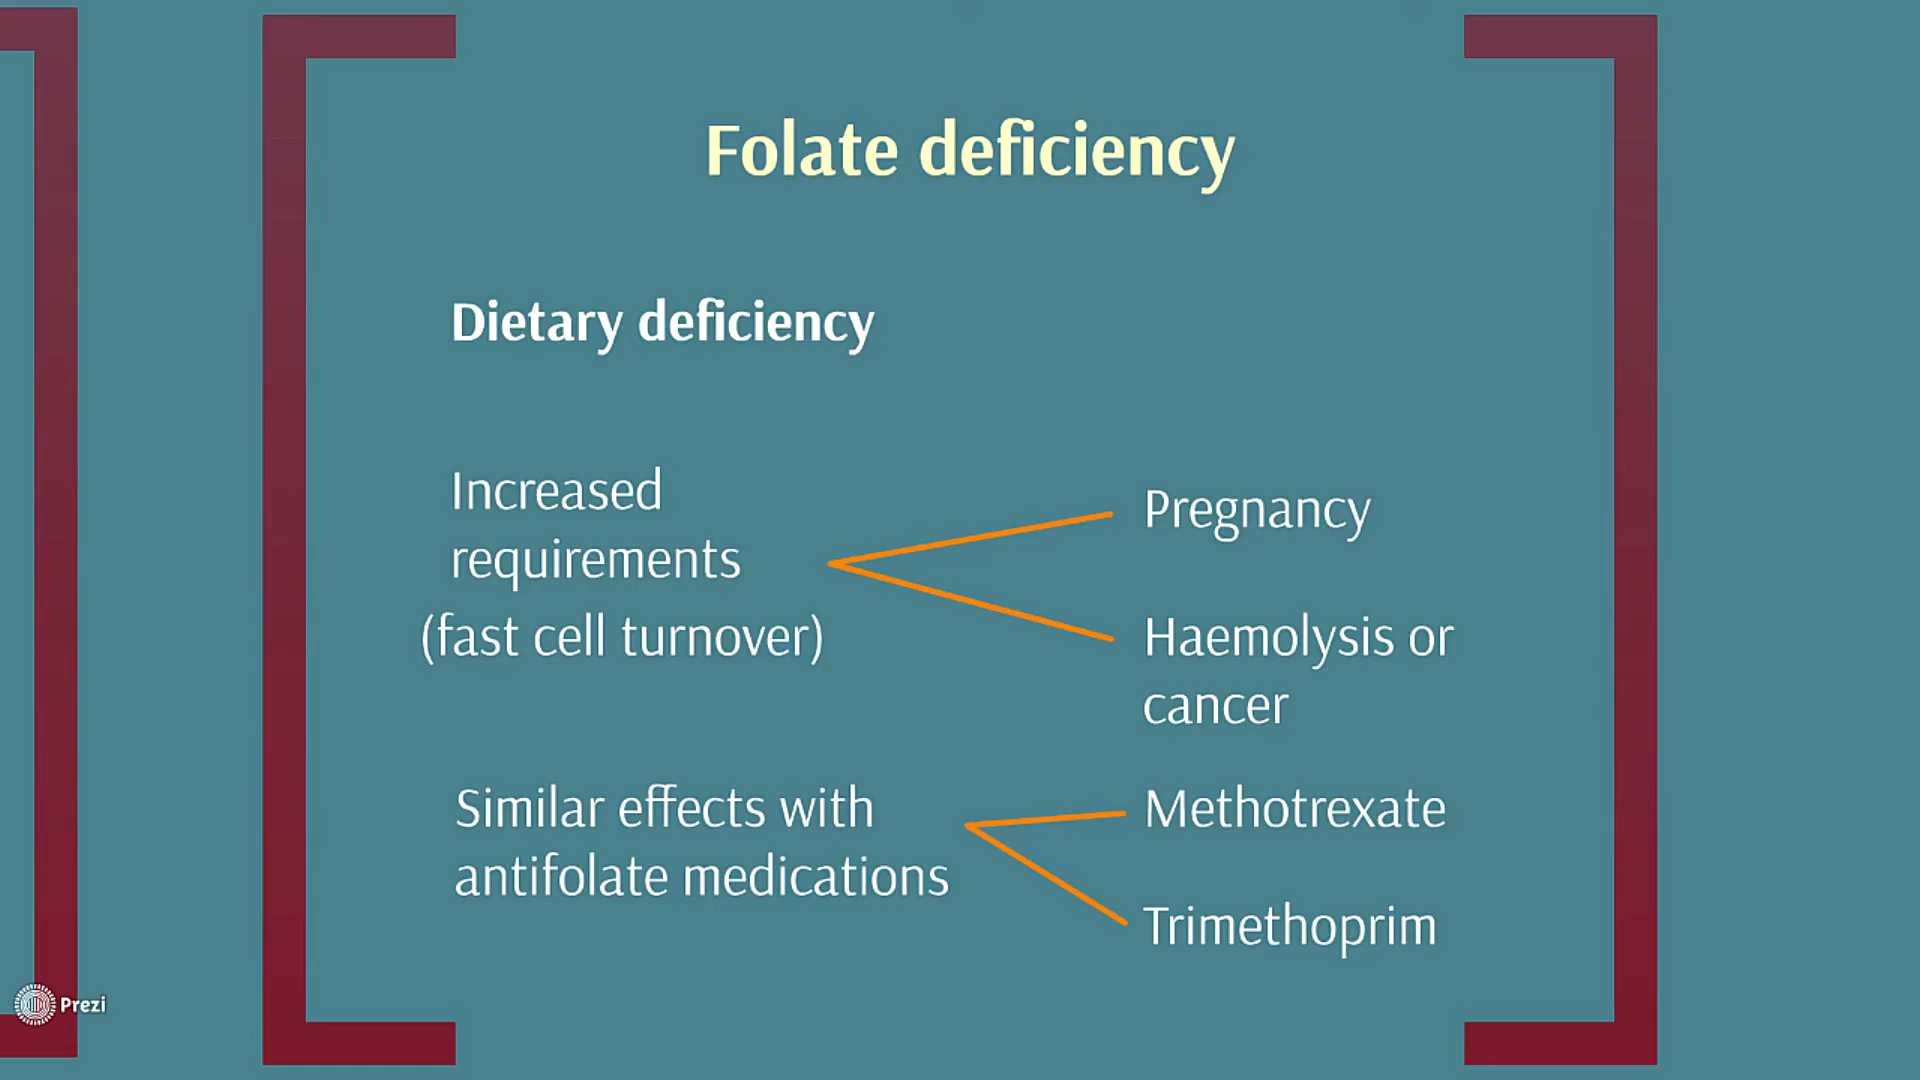 Folate deficiency
Dietary deficiency
Increased
requirements
(fast cell turnover)
Pregnancy
Haemolysis or
cancer
Similar effects with
antifolate medications
Methotrexate
Trimethoprim
Prezi